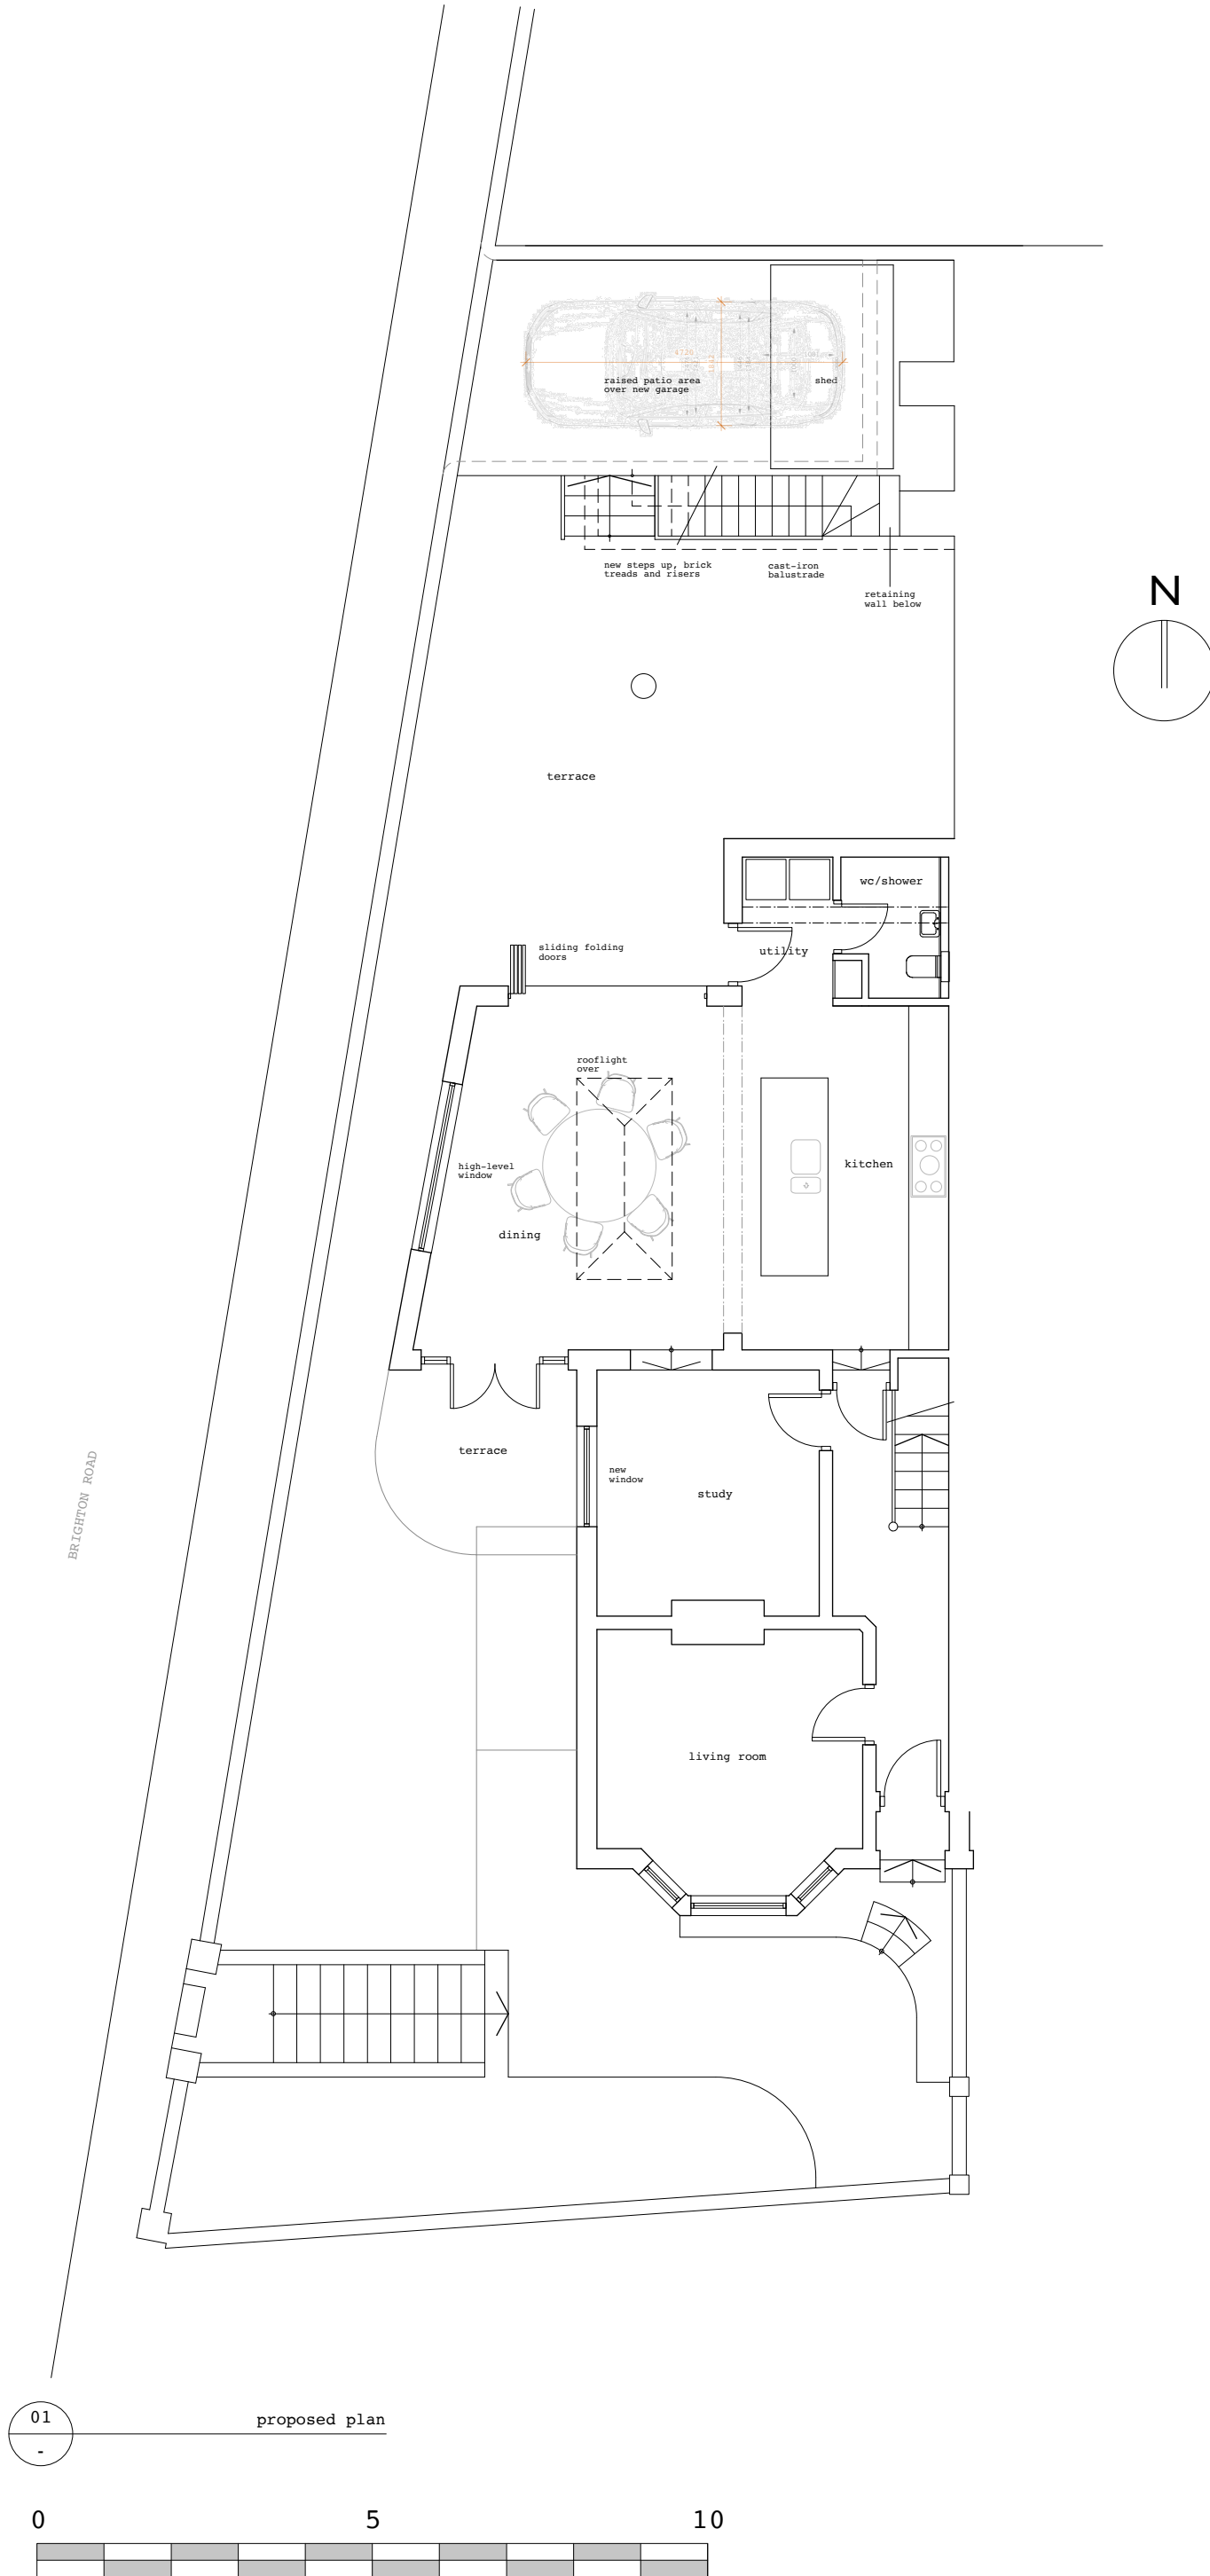 4720
raised patio area
over new garage
shed
new steps up, brick
treads and risers
cast-iron
balustrade
retaining
wall below
N
terrace
wc/shower
utility
sliding folding
doors
rooflight
over
high-level
window
kitchen
dining
terrace
new
window
study
BRIGHTON ROAD
living room
01
-
proposed plan
0 5 10